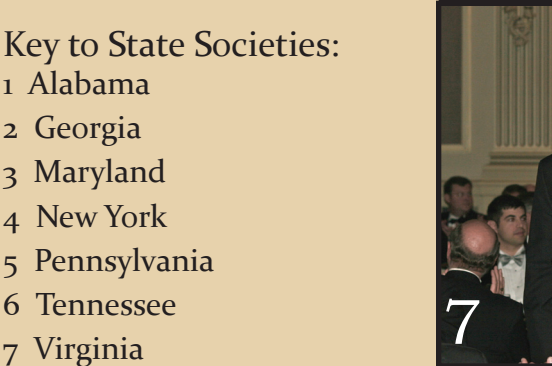 Key to State Societies:
1 Alabama
2 Georgia
3 Maryland
4 New York
5 Pennsylvania
6 Tennessee
7 Virginia
7